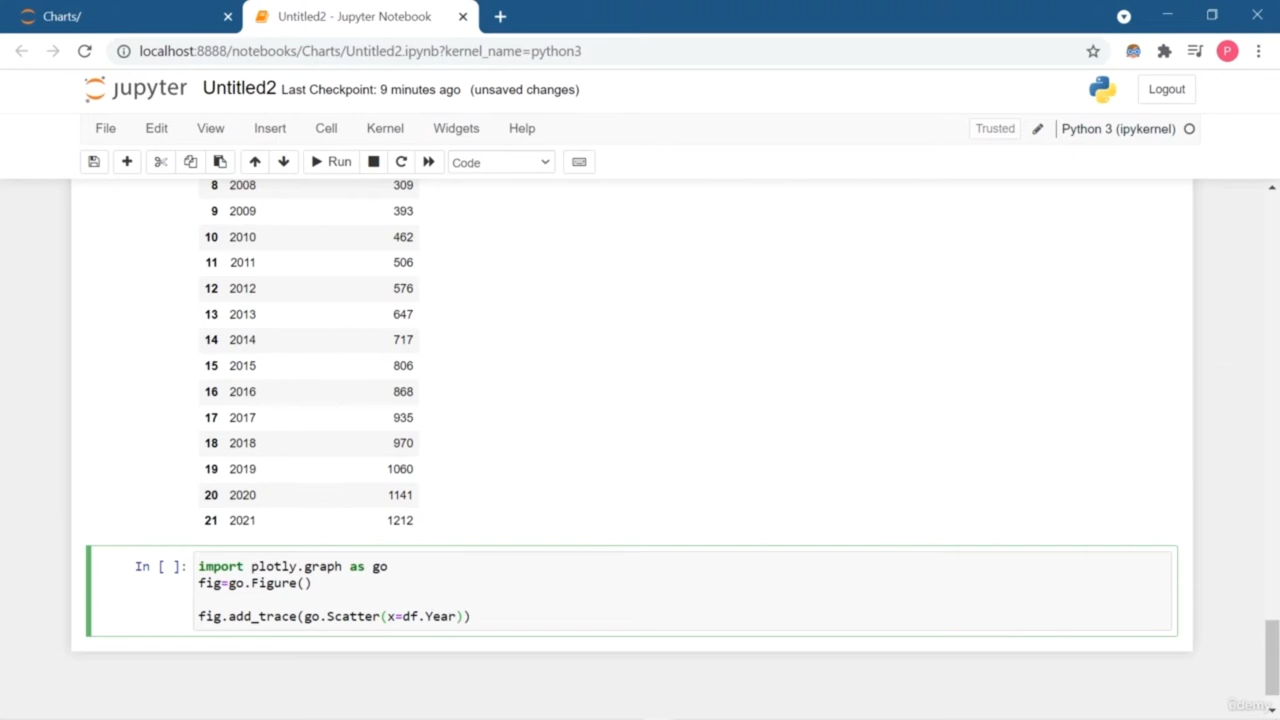 Charts/
Untitled2 - Jupyter Notebook
localhost:8888/notebooks/Charts/Untitled2.ipynb?kernel_name=python3
P
jupyter Untitled2 Last Checkpoint: 9 minutes ago (unsaved changes)
Logout
File Edit View Insert Cell Kernel Widgets Help
Trusted Python 3 (ipykernel)
Run Code
8 2008 309
9 2009 393
10 2010 462
11 2011 506
12 2012 576
13 2013 647
14 2014 717
15 2015 806
16 2016 868
17 2017 935
18 2018 970
19 2019 1060
20 2020 1141
21 2021 1212
In [ ]: import plotly.graph as go
fig=go.Figure()
fig.add_trace(go.Scatter(x=df.Year))
ûdemy